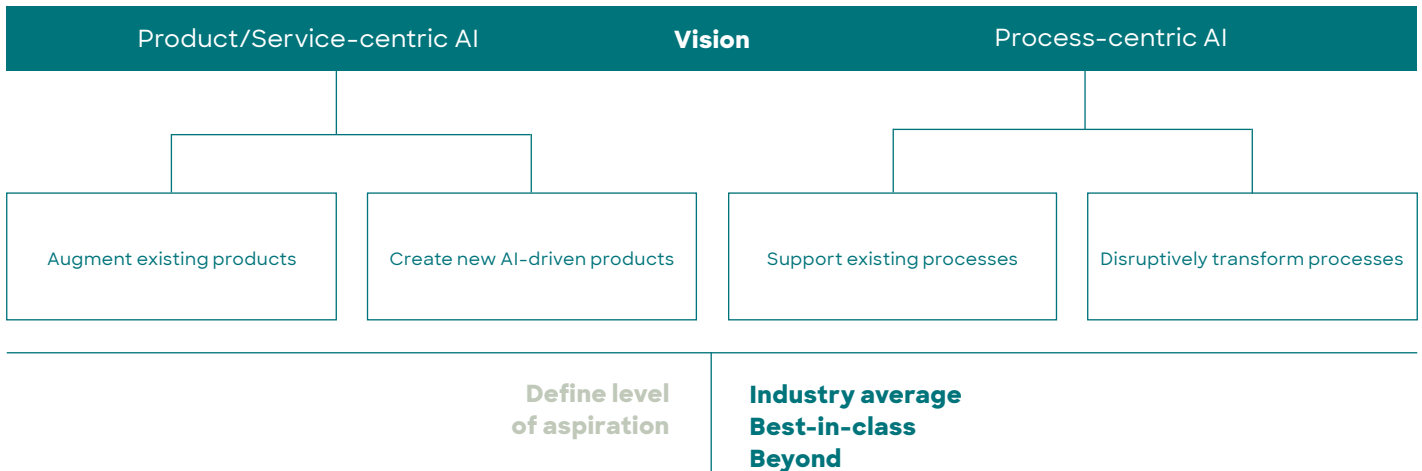 Product/Service-centric AI
Vision
Process-centric AI
Augment existing products
Create new AI-driven products
Support existing processes
Disruptively transform processes
Define level
of aspiration
Industry average
Best-in-class
Beyond